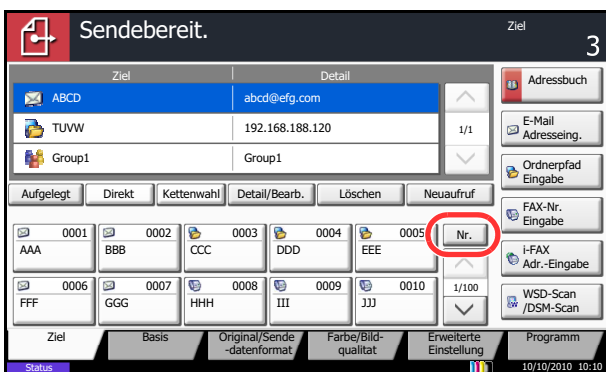 Sendebereit.
Ziel
3
Ziel Detail
ABCD abcd@efg.com
TUVW 192.168.188.120
Group1 Group1
1/1
Adressbuch
E-Mail
Adresseing.
Ordnerpfad
Eingabe
FAX-Nr.
Eingabe
i-FAX
Adr.-Eingabe
WSD-Scan
/DSM-Scan
Aufgelegt Direkt Kettenwahl Detail/Bearb. Löschen Neuaufruf
0001 0002 0003 0004 0005
AAA BBB CCC DDD EEE
Nr.
0006 0007 0008 0009 0010
FFF GGG HHH III JJJ
1/100
Ziel
Basis
Original/Sende
-datenformat
Farbe/Bild-
qualitat
Erweiterte
Einstellung
Programm
Status
10/10/2010 10:10